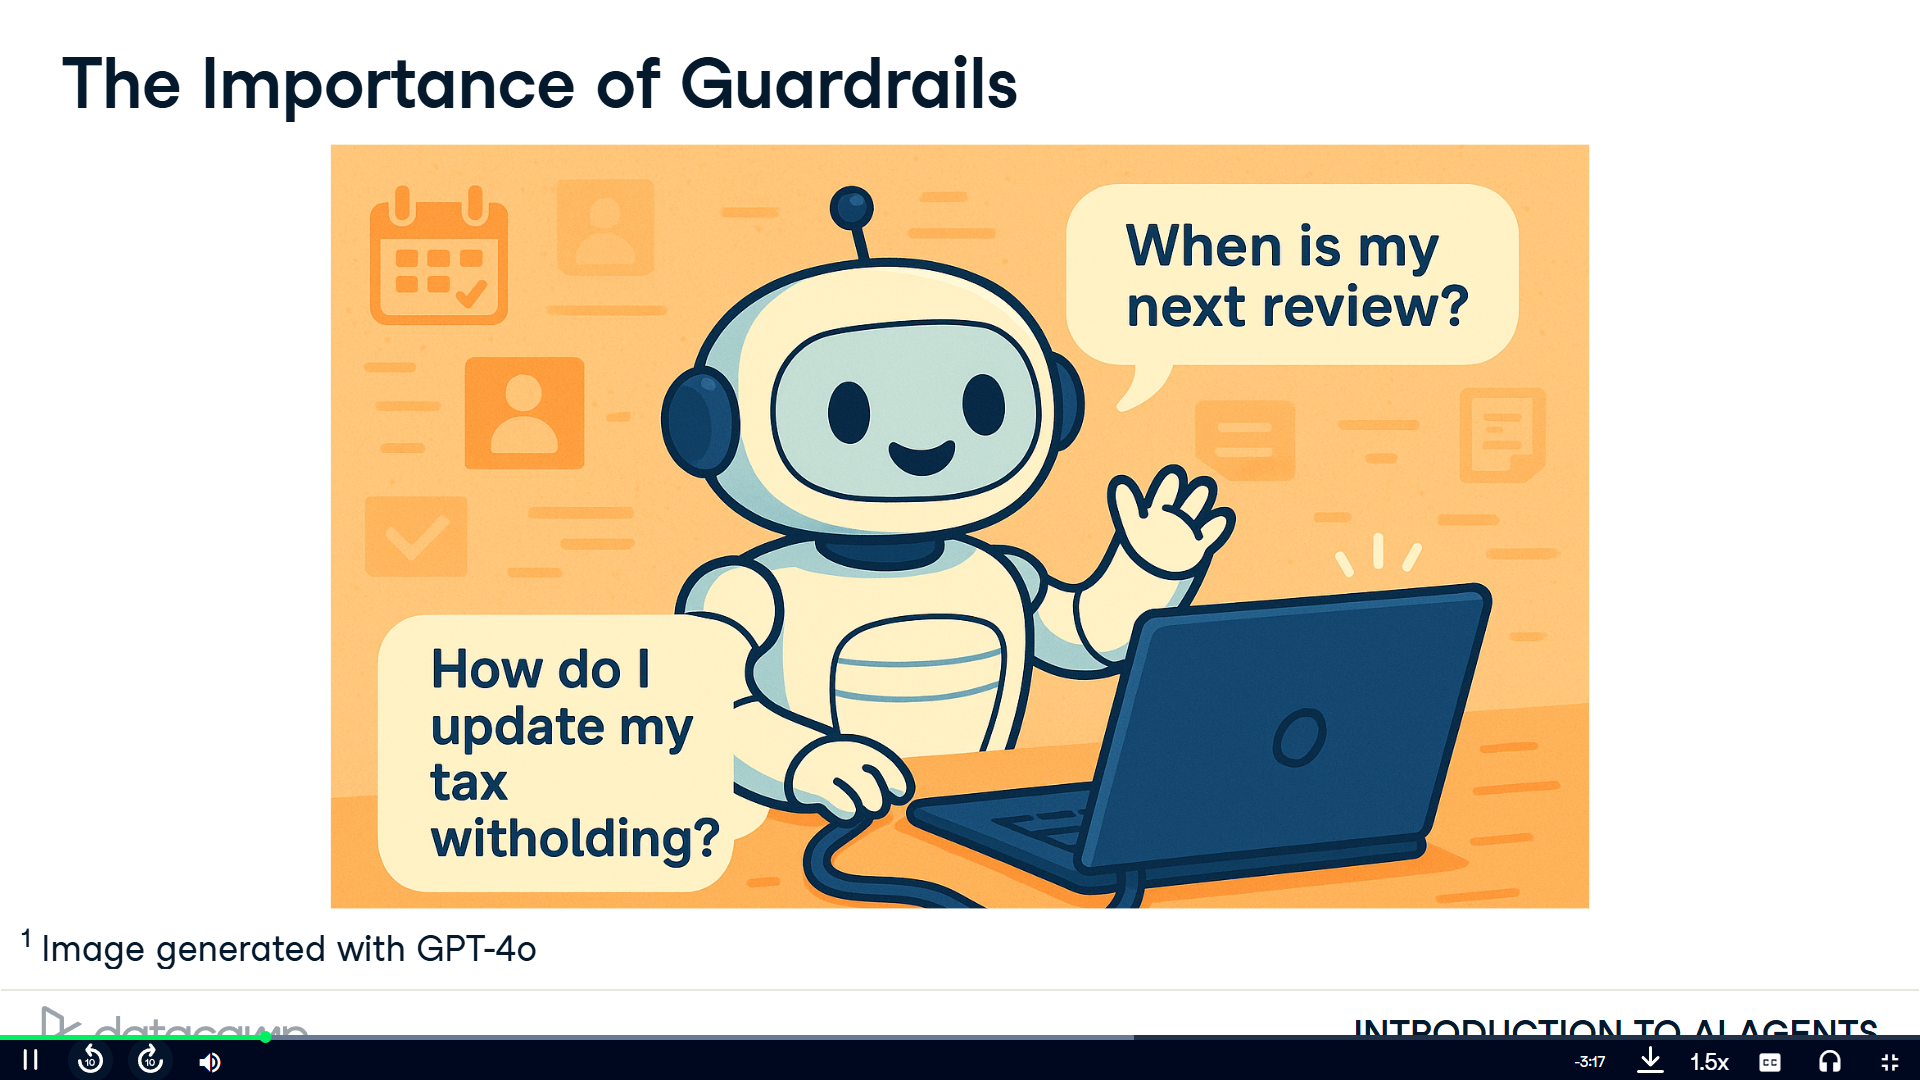 The Importance of Guardrails
When is my
next review?
How do I
update my
tax
witholding?
1 Image generated with GPT-4o
datacamp
INTRODUCTION TO AI AGENTS
10
10
-3:17
1.5x
CC